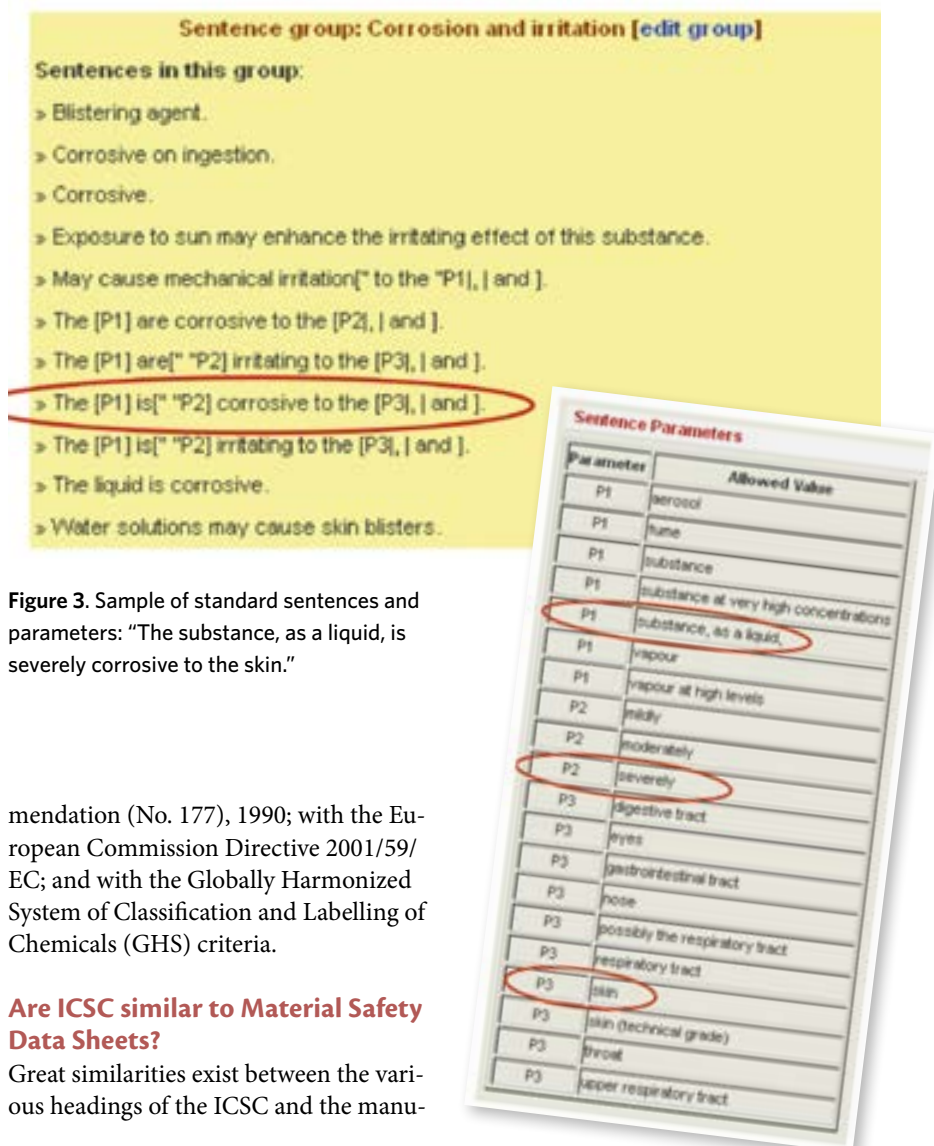 Sentence group: Corrosion and irritation [edit group]
Sentences in this group:
» Blistering agent.
» Corrosive on ingestion.
» Corrosive.
» Exposure to sun may enhance the irritating effect of this substance.
» May cause mechanical irritation[" to the "P1|, | and ].
» The [P1] are corrosive to the [P2|, | and ].
» The [P1] are[" "P2] irritating to the [P3|, | and ].
» The [P1] is[" "P2] corrosive to the [P3|, | and ].
» The [P1] is[" "P2] irritating to the [P3|, | and ].
» The liquid is corrosive.
» Water solutions may cause skin blisters.
Figure 3. Sample of standard sentences and
parameters: “The substance, as a liquid, is
severely corrosive to the skin.”
mendation (No. 177), 1990; with the Eu-
ropean Commission Directive 2001/59/
EC; and with the Globally Harmonized
System of Classification and Labelling of
Chemicals (GHS) criteria.
Are ICSC similar to Material Safety
Data Sheets?
Great similarities exist between the vari-
ous headings of the ICSC and the manu-
Sentence Parameters
Parameter Allowed Value
P1 aerosol
P1 fume
P1 substance
P1 substance at very high concentrations
P1 substance, as a liquid,
P1 vapour
P1 vapour at high levels
P2 mildly
P2 moderately
P2 severely
P3 digestive tract
P3 eyes
P3 gastrointestinal tract
P3 nose
P3 possibly the respiratory tract
P3 respiratory tract
P3 skin
P3 skin (technical grade)
P3 throat
P3 upper respiratory tract